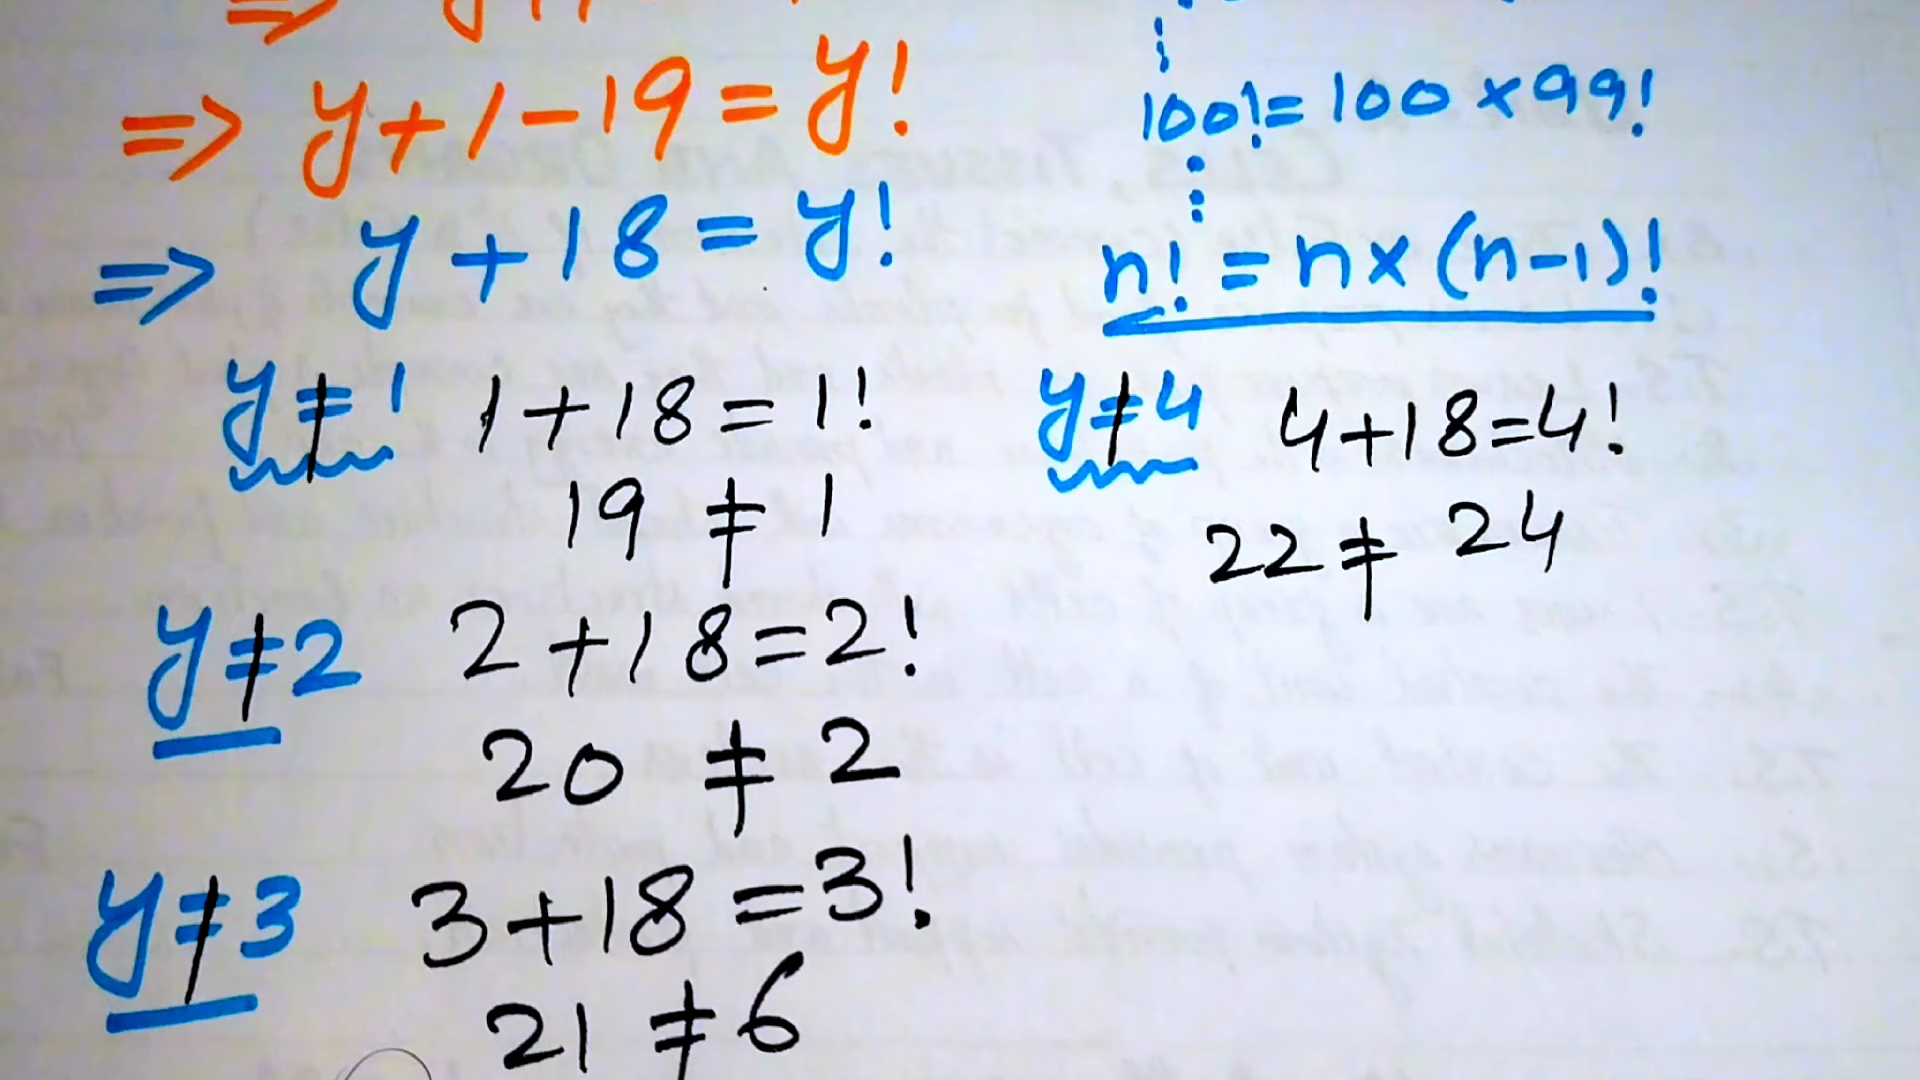 => y+1-19=y!
=> y+18=y!
y≠1 1+18=1!
19≠1
y≠2 2+18=2!
20≠2
y≠3 3+18=3!
21≠6
100!=100×99!
n!=n×(n-1)!
y≠4 4+18=4!
22≠24